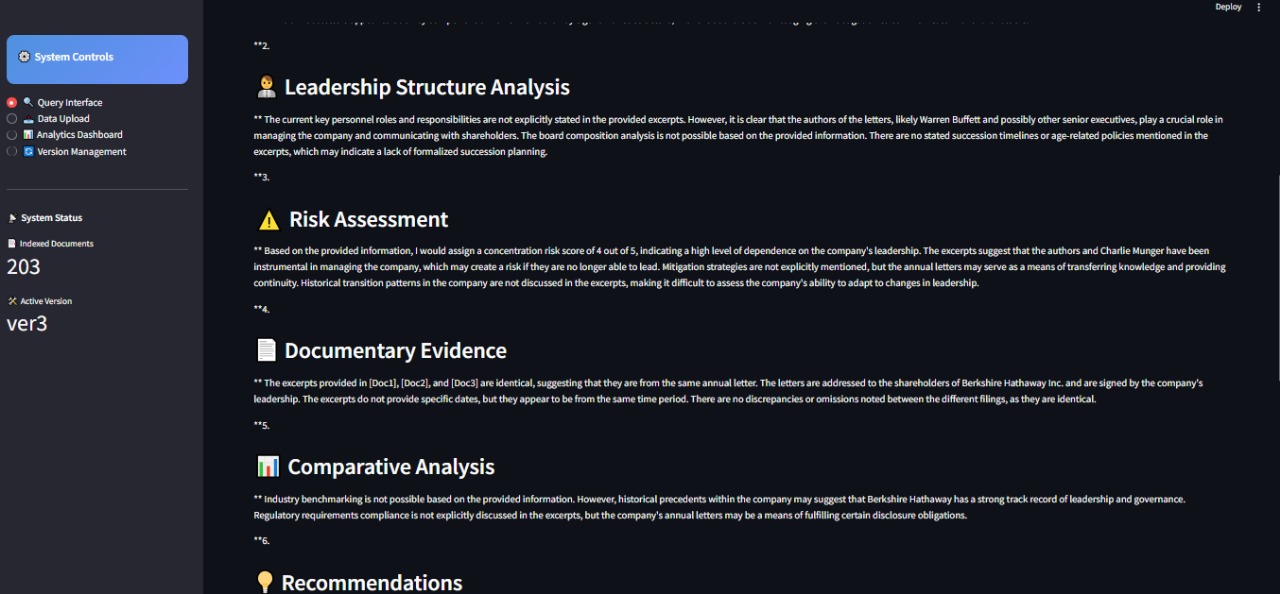 Deploy
System Controls
Query Interface
Data Upload
Analytics Dashboard
Version Management
System Status
Indexed Documents
203
Active Version
ver3
**2.
Leadership Structure Analysis
** The current key personnel roles and responsibilities are not explicitly stated in the provided excerpts. However, it is clear that the authors of the letters, likely Warren Buffett and possibly other senior executives, play a crucial role in
managing the company and communicating with shareholders. The board composition analysis is not possible based on the provided information. There are no stated succession timelines or age-related policies mentioned in the
excerpts, which may indicate a lack of formalized succession planning.
**3.
Risk Assessment
** Based on the provided information, I would assign a concentration risk score of 4 out of 5, indicating a high level of dependence on the company's leadership. The excerpts suggest that the authors and Charlie Munger have been
instrumental in managing the company, which may create a risk if they are no longer able to lead. Mitigation strategies are not explicitly mentioned, but the annual letters may serve as a means of transferring knowledge and providing
continuity. Historical transition patterns in the company are not discussed in the excerpts, making it difficult to assess the company's ability to adapt to changes in leadership.
**4.
Documentary Evidence
** The excerpts provided in [Doc1], [Doc2], and [Doc3] are identical, suggesting that they are from the same annual letter. The letters are addressed to the shareholders of Berkshire Hathaway Inc. and are signed by the company's
leadership. The excerpts do not provide specific dates, but they appear to be from the same time period. There are no discrepancies or omissions noted between the different filings, as they are identical.
**5.
Comparative Analysis
** Industry benchmarking is not possible based on the provided information. However, historical precedents within the company may suggest that Berkshire Hathaway has a strong track record of leadership and governance.
Regulatory requirements compliance is not explicitly discussed in the excerpts, but the company's annual letters may be a means of fulfilling certain disclosure obligations.
**6.
Recommendations